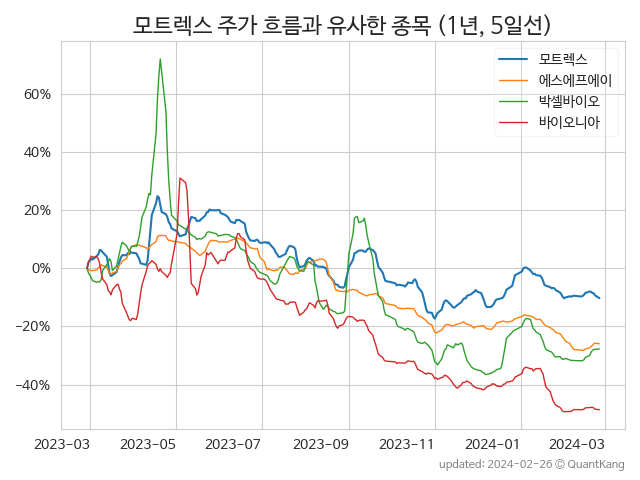 모트렉스 주가 흐름과 유사한 종목 (1년, 5일선)
모트렉스
에스에프에이
박셀바이오
바이오니아
60%
40%
20%
0%
−20%
−40%
2023-03 2023-05 2023-07 2023-09 2023-11 2024-01 2024-03
updated: 2024-02-26 © QuantKang